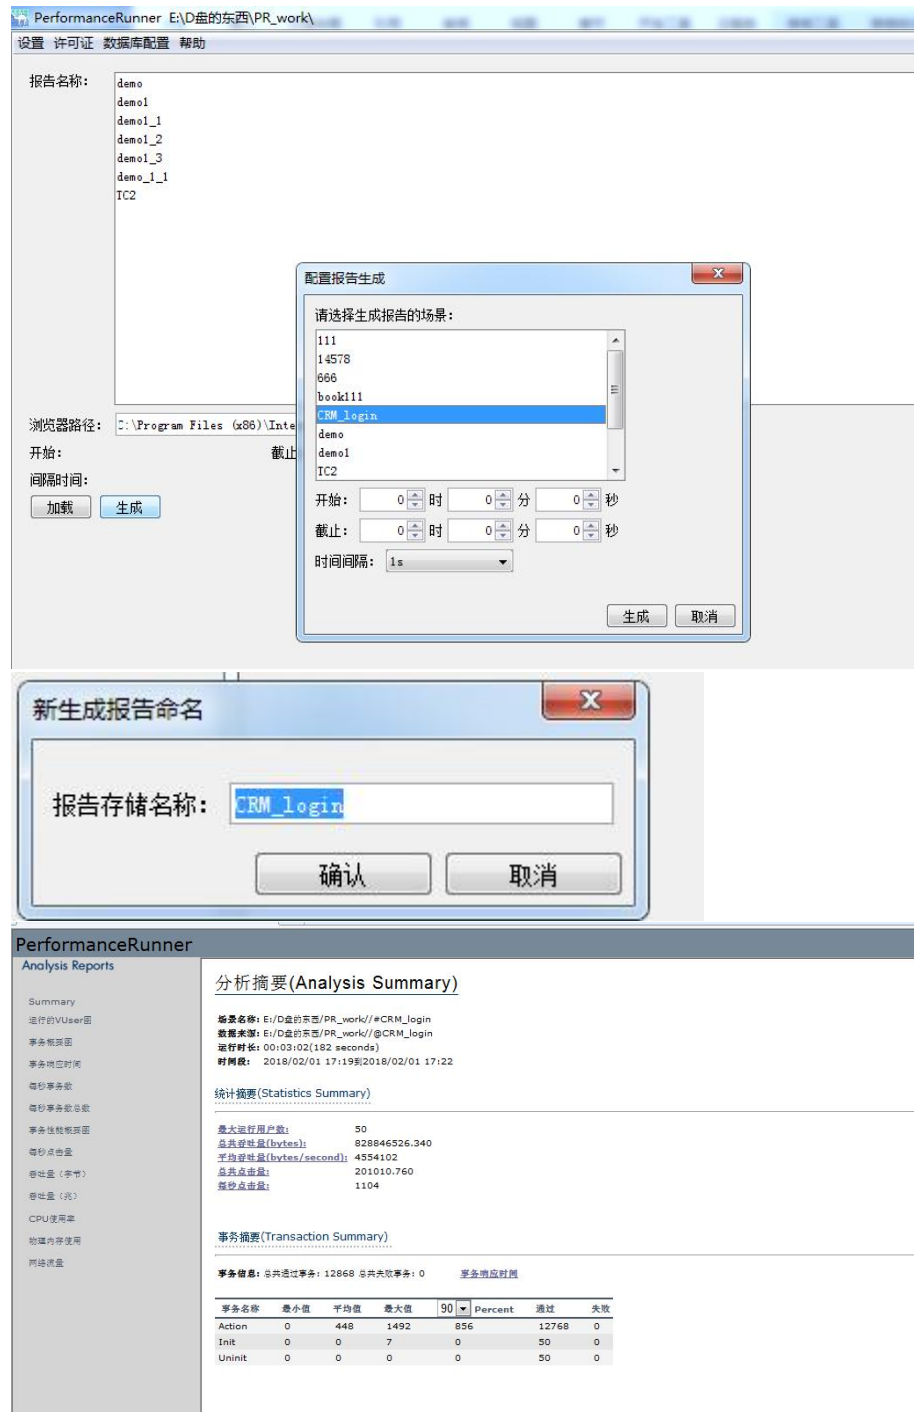 PerformanceRunner E:\D盘的东西\PR_work\
设置 许可证 数据库配置 帮助
报告名称:
demo
demo1
demo1_1
demo1_2
demo1_3
demo_1_1
TC2
配置报告生成
请选择生成报告的场景:
111
14578
666
book111
CRM_login
demo
demo1
TC2
开始: 0 时 0 分 0 秒
截止: 0 时 0 分 0 秒
时间间隔: 1s
生成 取消
浏览器路径: C:\Program Files (x86)\Inte
开始: 截止
间隔时间:
加载 生成
新生成报告命名
报告存储名称: CRM_login
确认 取消
PerformanceRunner
Analysis Reports
Summary
运行的VUser图
事务概要图
事务响应时间
每秒事务数
每秒事务数总数
事务性能概要图
每秒点击量
吞吐量（字节）
吞吐量（兆）
CPU使用率
物理内存使用
网络流量
分析摘要(Analysis Summary)
场景名称: E:/D盘的东西/PR_work//#CRM_login
数据来源: E:/D盘的东西/PR_work//@CRM_login
运行时长: 00:03:02(182 seconds)
时间段: 2018/02/01 17:19到2018/02/01 17:22
统计摘要(Statistics Summary)
最大运行用户数: 50
总共吞吐量(bytes): 828846526.340
平均吞吐量(bytes/second): 4554102
总共点击量: 201010.760
每秒点击量: 1104
事务摘要(Transaction Summary)
事务信息: 总共通过事务: 12868 总共失败事务: 0 事务响应时间
事务名称 最小值 平均值 最大值 90 Percent 通过 失败
Action 0 448 1492 856 12768 0
Init 0 0 7 0 50 0
Uninit 0 0 0 0 50 0